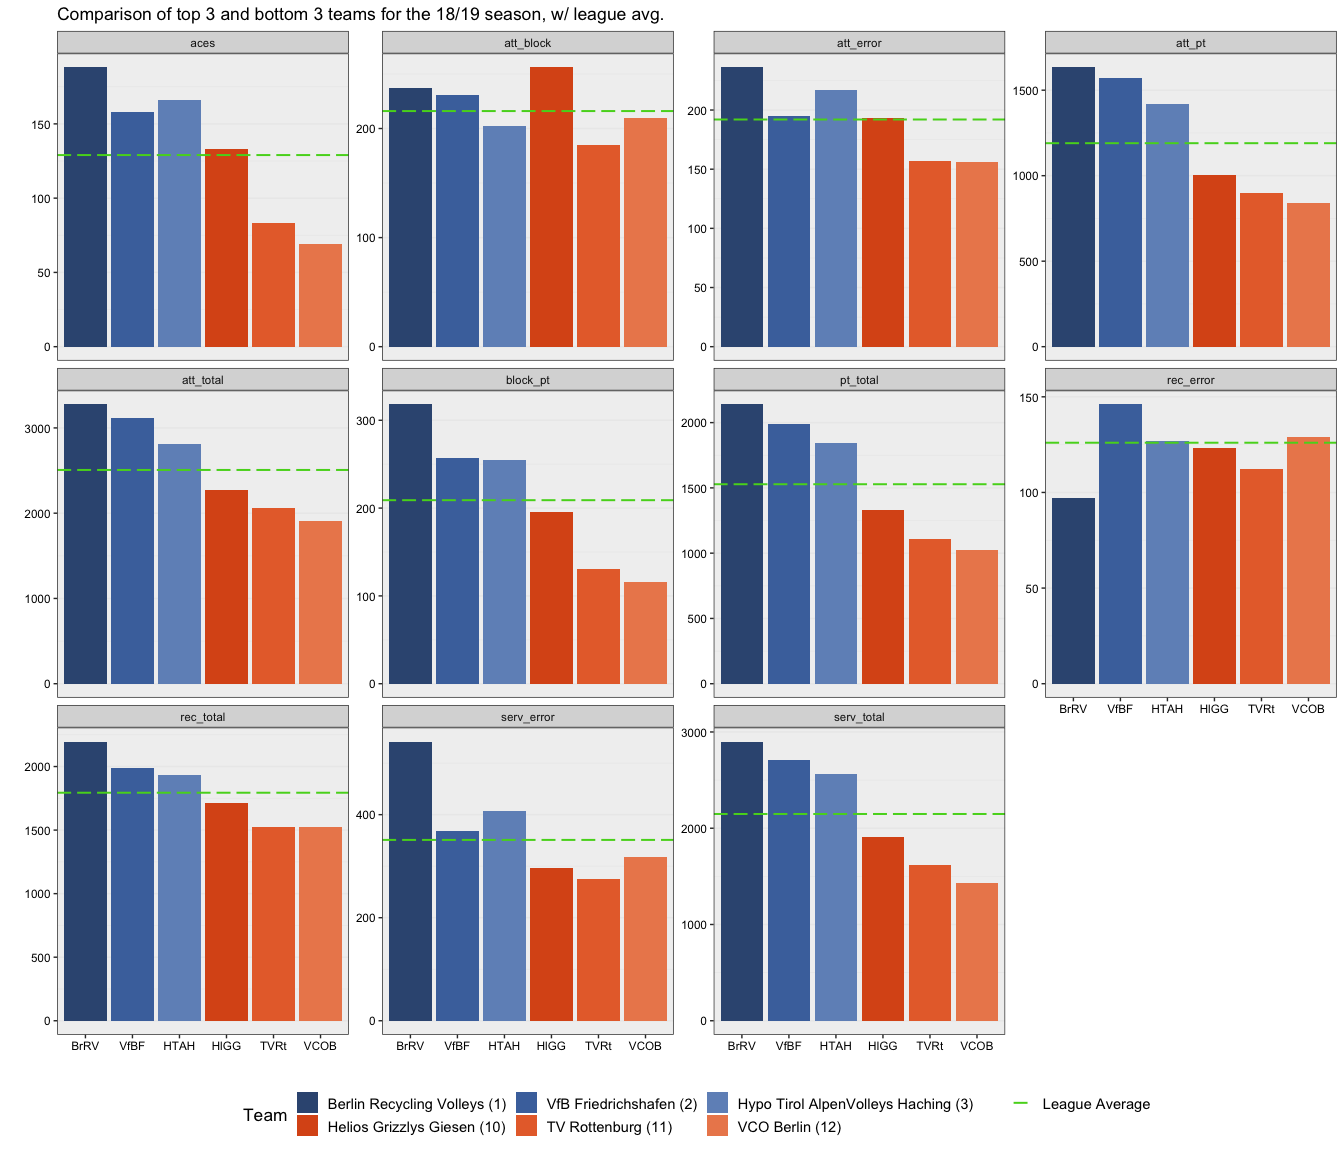 Comparison of top 3 and bottom 3 teams for the 18/19 season, w/ league avg.
aces
att_block
att_error
att_pt
150
100
50
0
200
100
0
200
150
100
50
0
1500
1000
500
0
att_total
block_pt
pt_total
rec_error
3000
2000
1000
0
300
200
100
0
2000
1500
1000
500
0
150
100
50
0
BrRV VfBF HTAH HIGG TVRt VCOB
rec_total
serv_error
serv_total
2000
1500
1000
500
0
400
200
0
3000
2000
1000
0
BrRV VfBF HTAH HIGG TVRt VCOB
BrRV VfBF HTAH HIGG TVRt VCOB
BrRV VfBF HTAH HIGG TVRt VCOB
Team
Berlin Recycling Volleys (1)
VfB Friedrichshafen (2)
Hypo Tirol AlpenVolleys Haching (3)
Helios Grizzlys Giesen (10)
TV Rottenburg (11)
VCO Berlin (12)
League Average